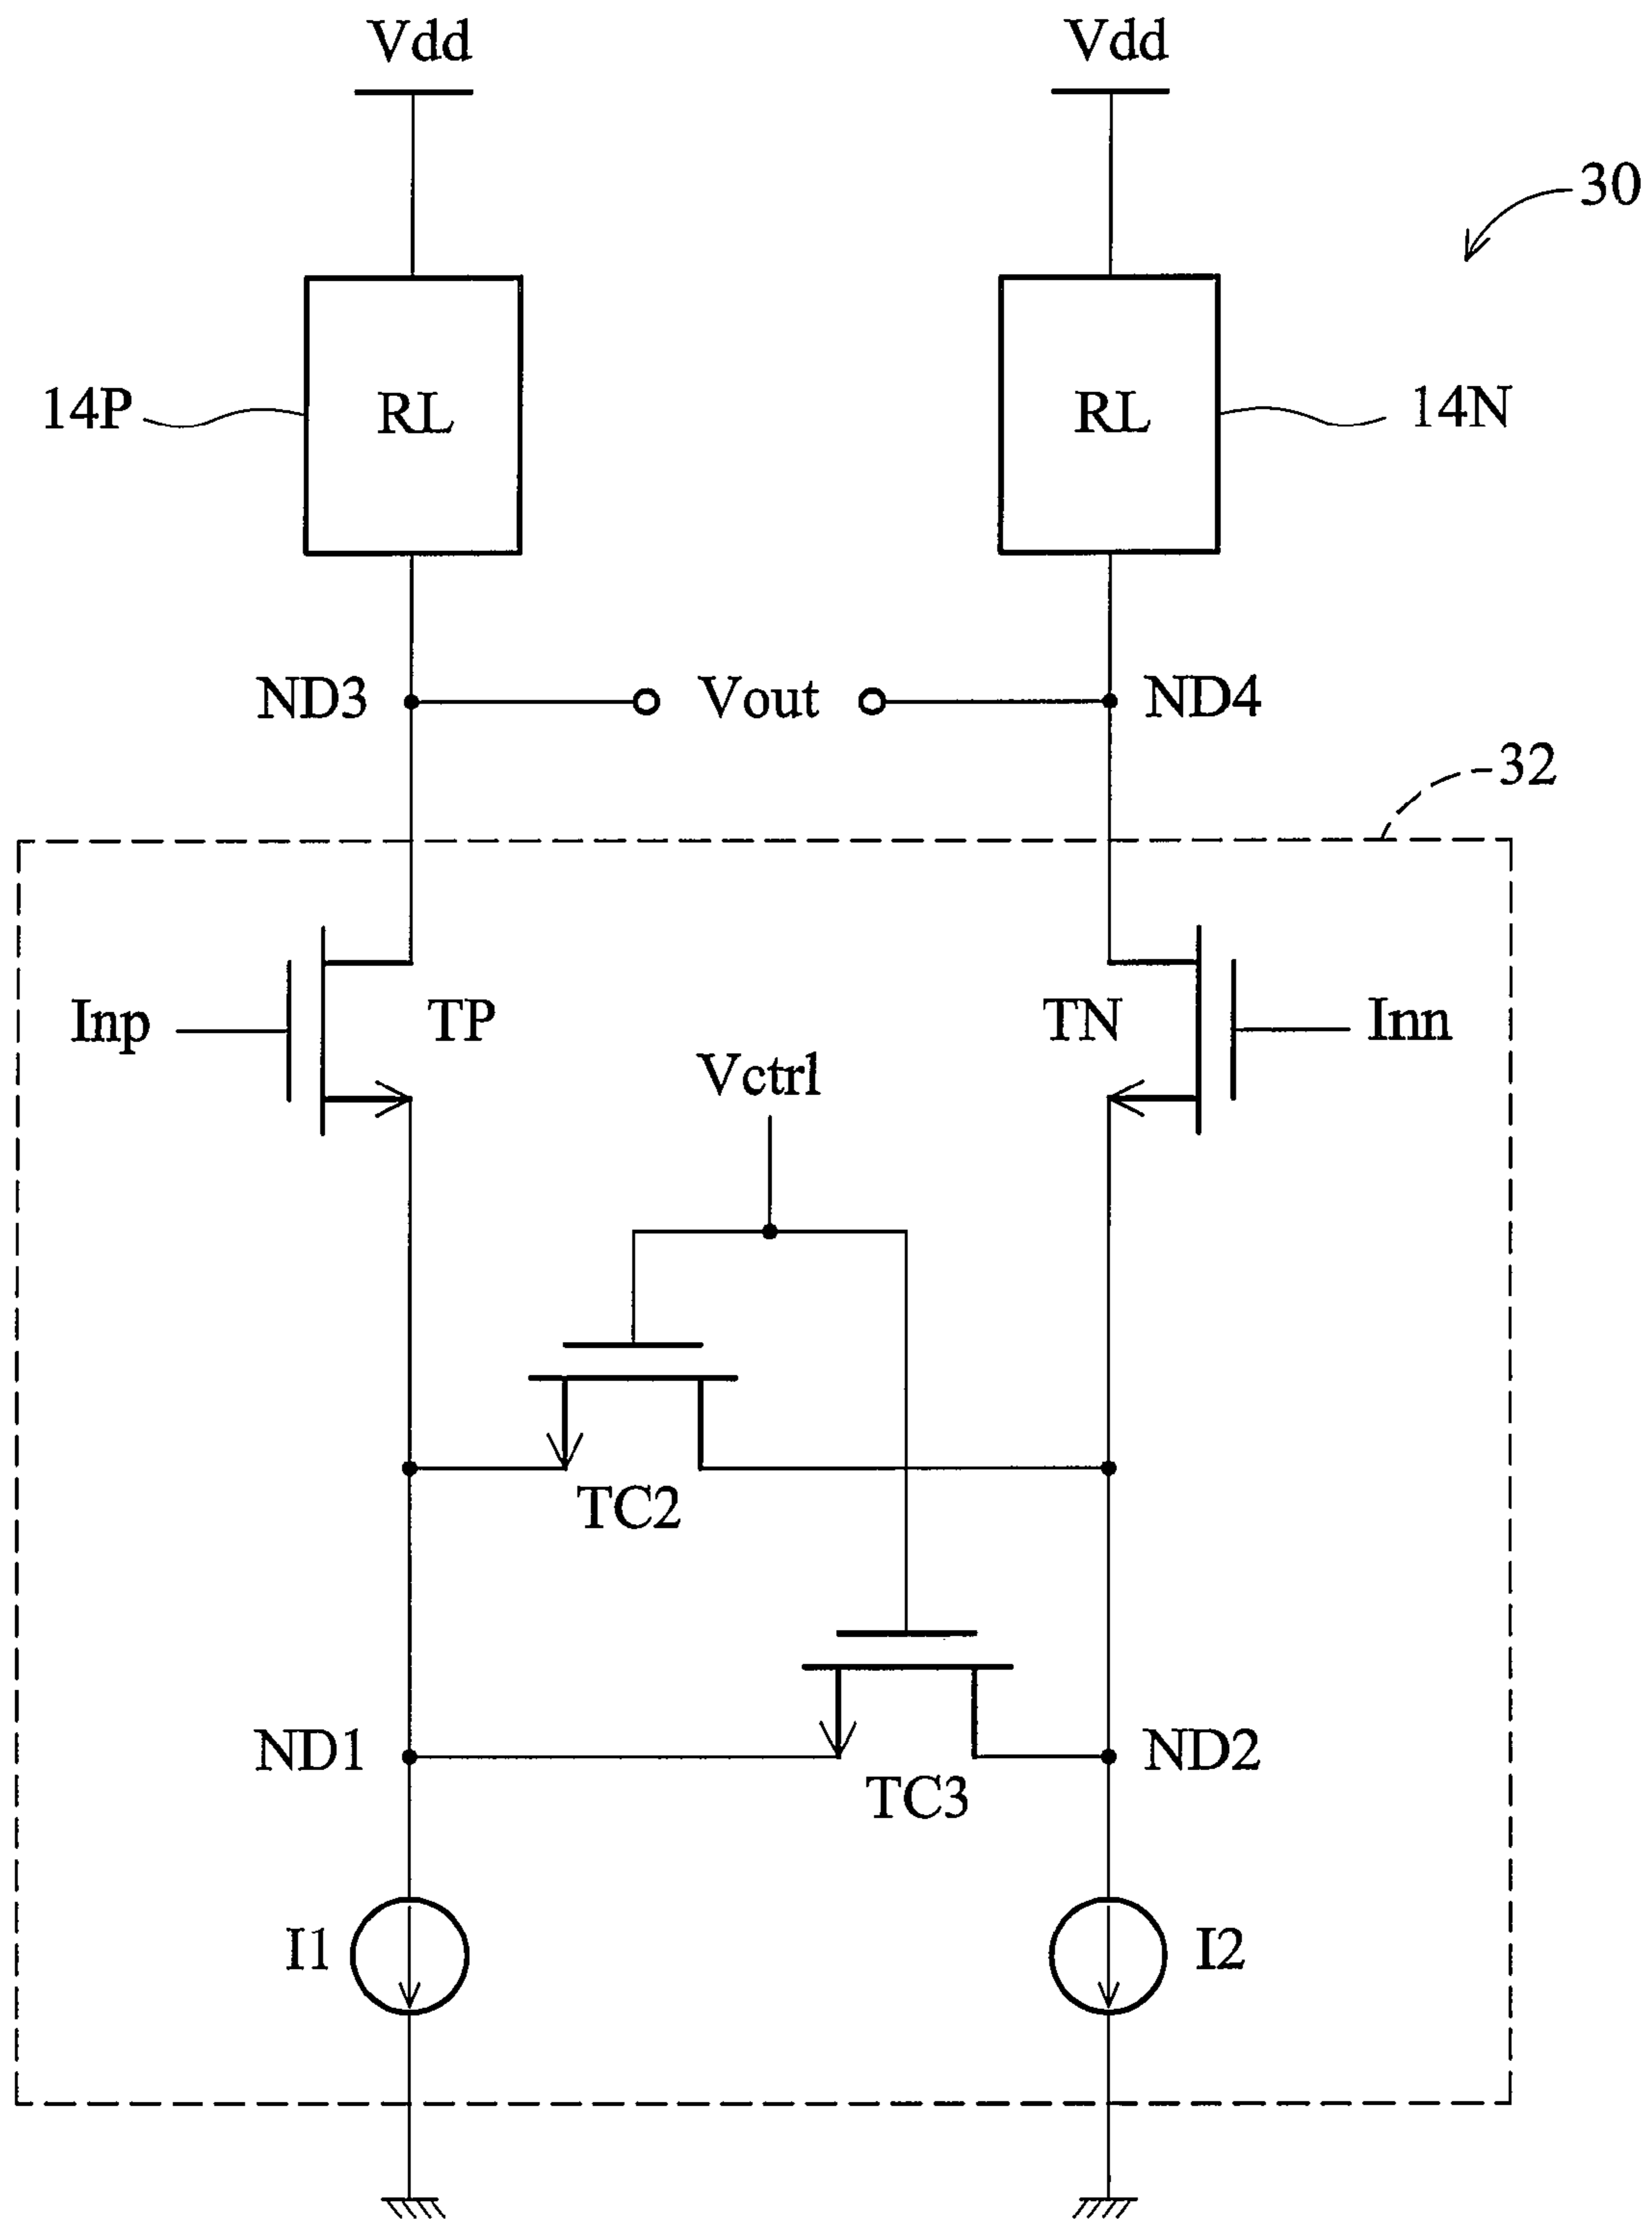 Vdd
Vdd
30
14P
RL
RL
14N
ND3
Vout
ND4
32
Inp
TP
TN
Inn
Vctrl
TC2
ND1
ND2
TC3
I1
I2